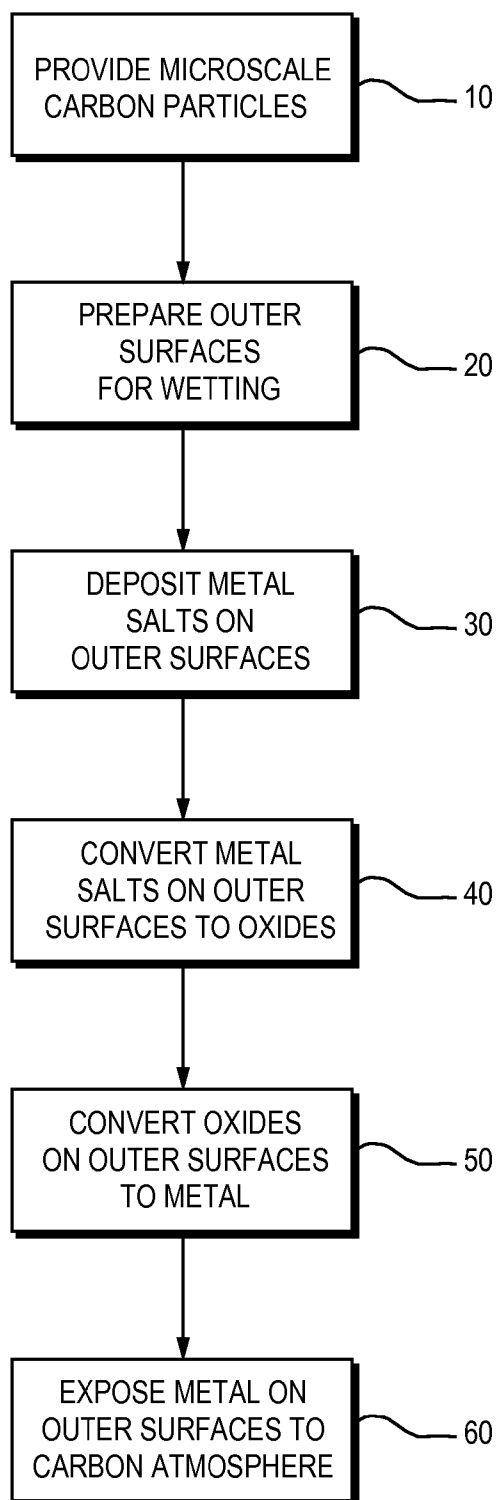 PROVIDE MICROSCALE
CARBON PARTICLES
10
PREPARE OUTER
SURFACES
FOR WETTING
20
DEPOSIT METAL
SALTS ON
OUTER SURFACES
30
CONVERT METAL
SALTS ON OUTER
SURFACES TO OXIDES
40
CONVERT OXIDES
ON OUTER SURFACES
TO METAL
50
EXPOSE METAL ON
OUTER SURFACES TO
CARBON ATMOSPHERE
60